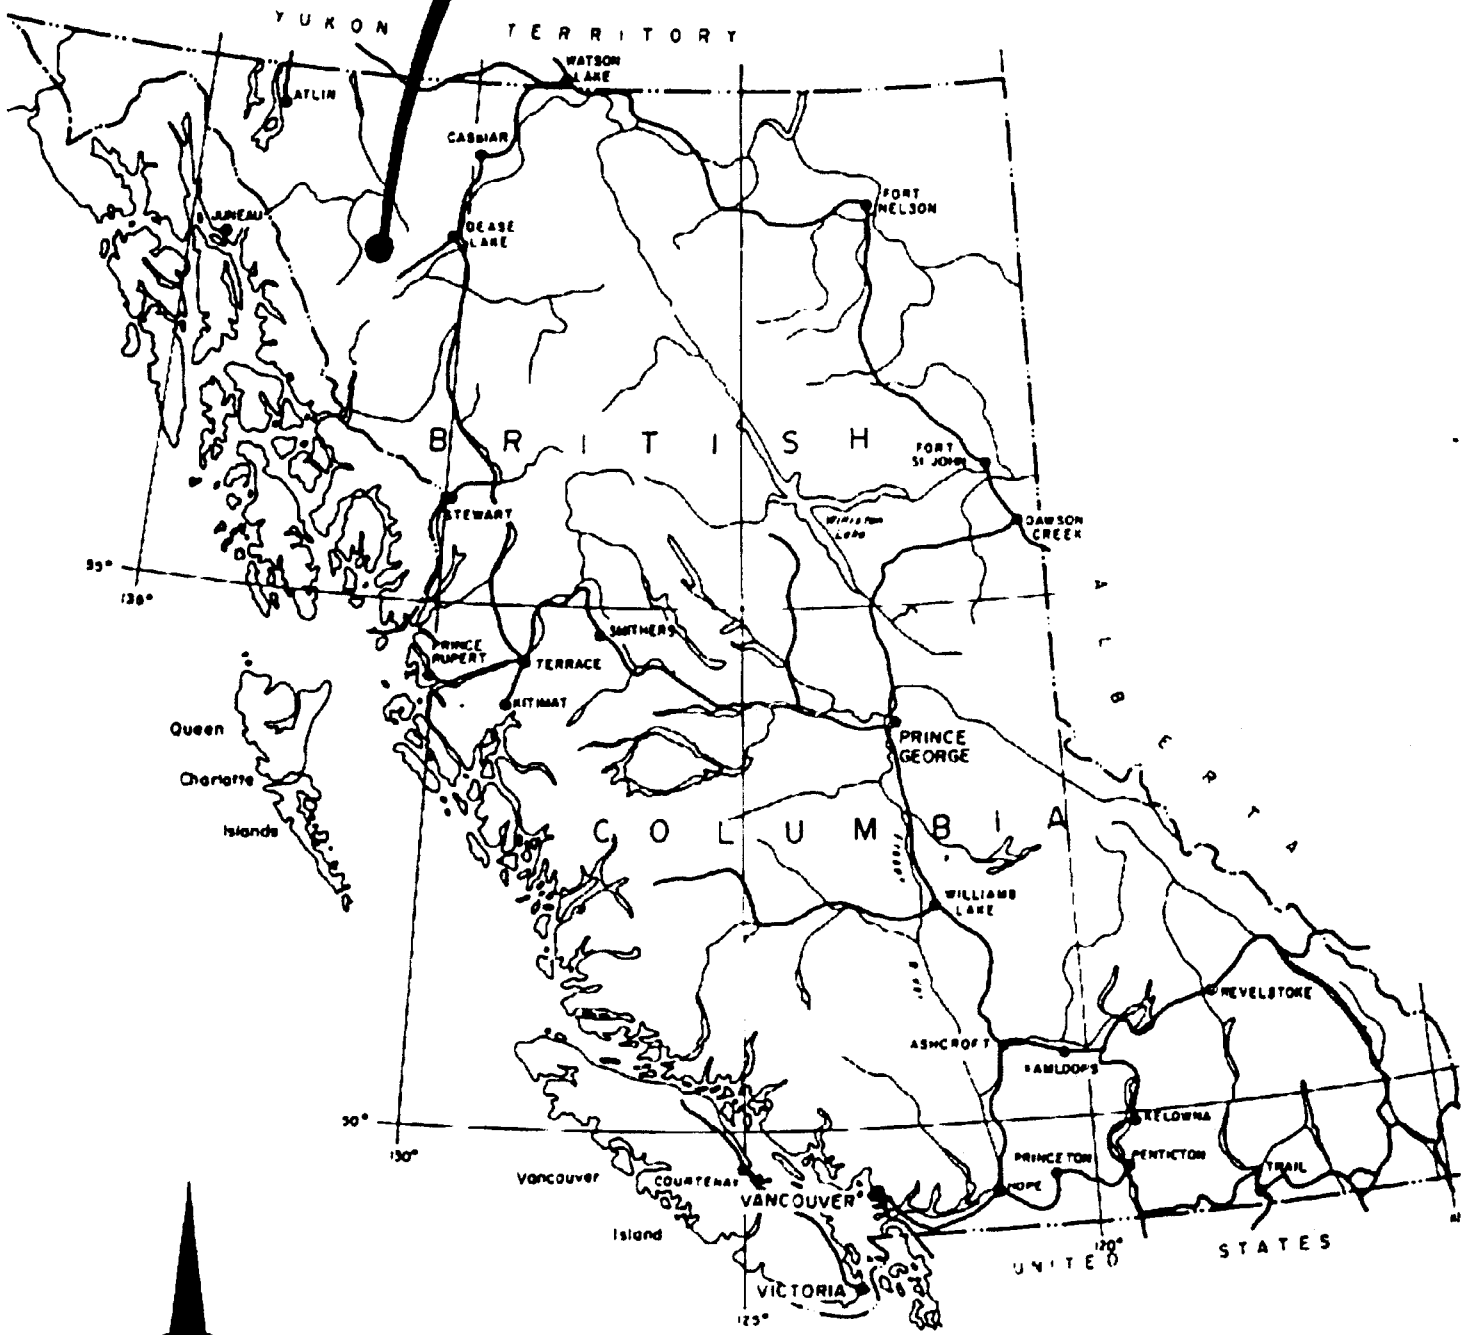 YUKON TERRITORY
WATSON
LAKE
ATLIN
CASSIAR
FORT
NELSON
JUNEAU
DEASE
LAKE
BRITISH
FORT
ST JOHN
STEWART
Williston
Lake
DAWSON
CREEK
55°
136°
ALBERTA
SMITHERS
PRINCE
RUPERT
TERRACE
KITIMAT
Queen
Charlotte
Islands
PRINCE
GEORGE
COLUMBIA
WILLIAMS
LAKE
REVELSTOKE
ASHCROFT
KAMLOOPS
50°
130°
KELOWNA
PRINCETON
PENTICTON
TRAIL
HOPE
Vancouver
Island
COURTENAY
VANCOUVER
VICTORIA
125°
120°
UNITED STATES